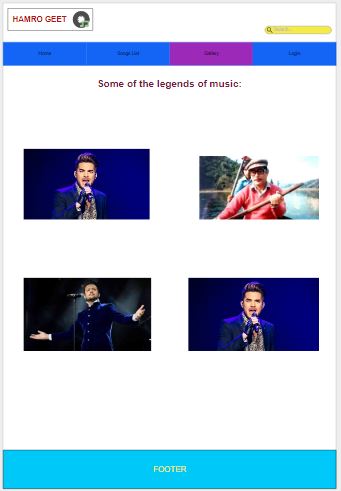 HAMRO GEET
Search...
Home
Songs List
Gallery
Login
Some of the legends of music:
FOOTER